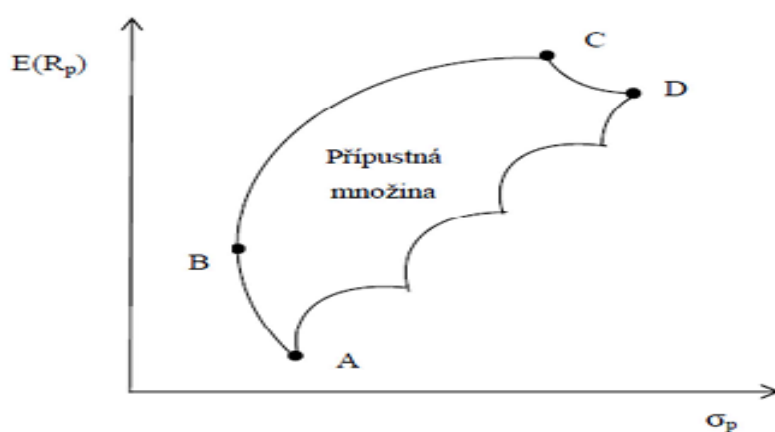 C
E(Rₚ)
D
Přípustná
množina
B
A
σₚ